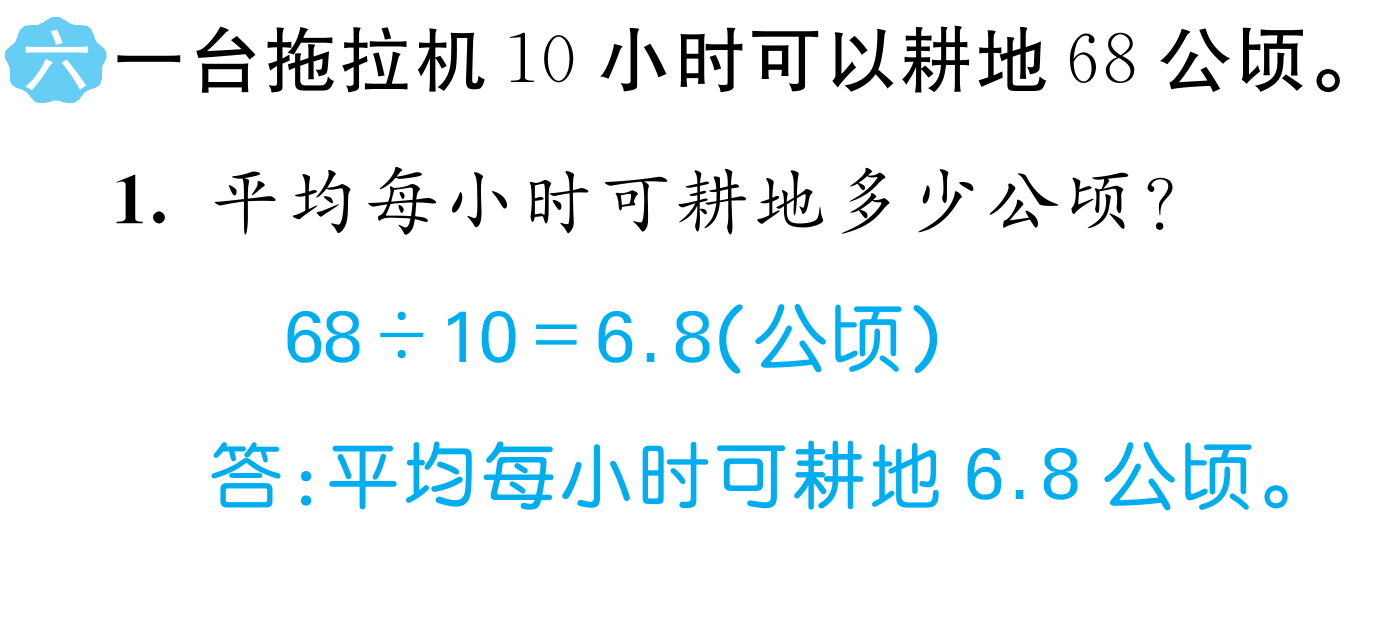 六 一台拖拉机 10 小时可以耕地 68 公顷。
1. 平均每小时可耕地多少公顷?
68÷10=6.8(公顷)
答:平均每小时可耕地 6.8 公顷。